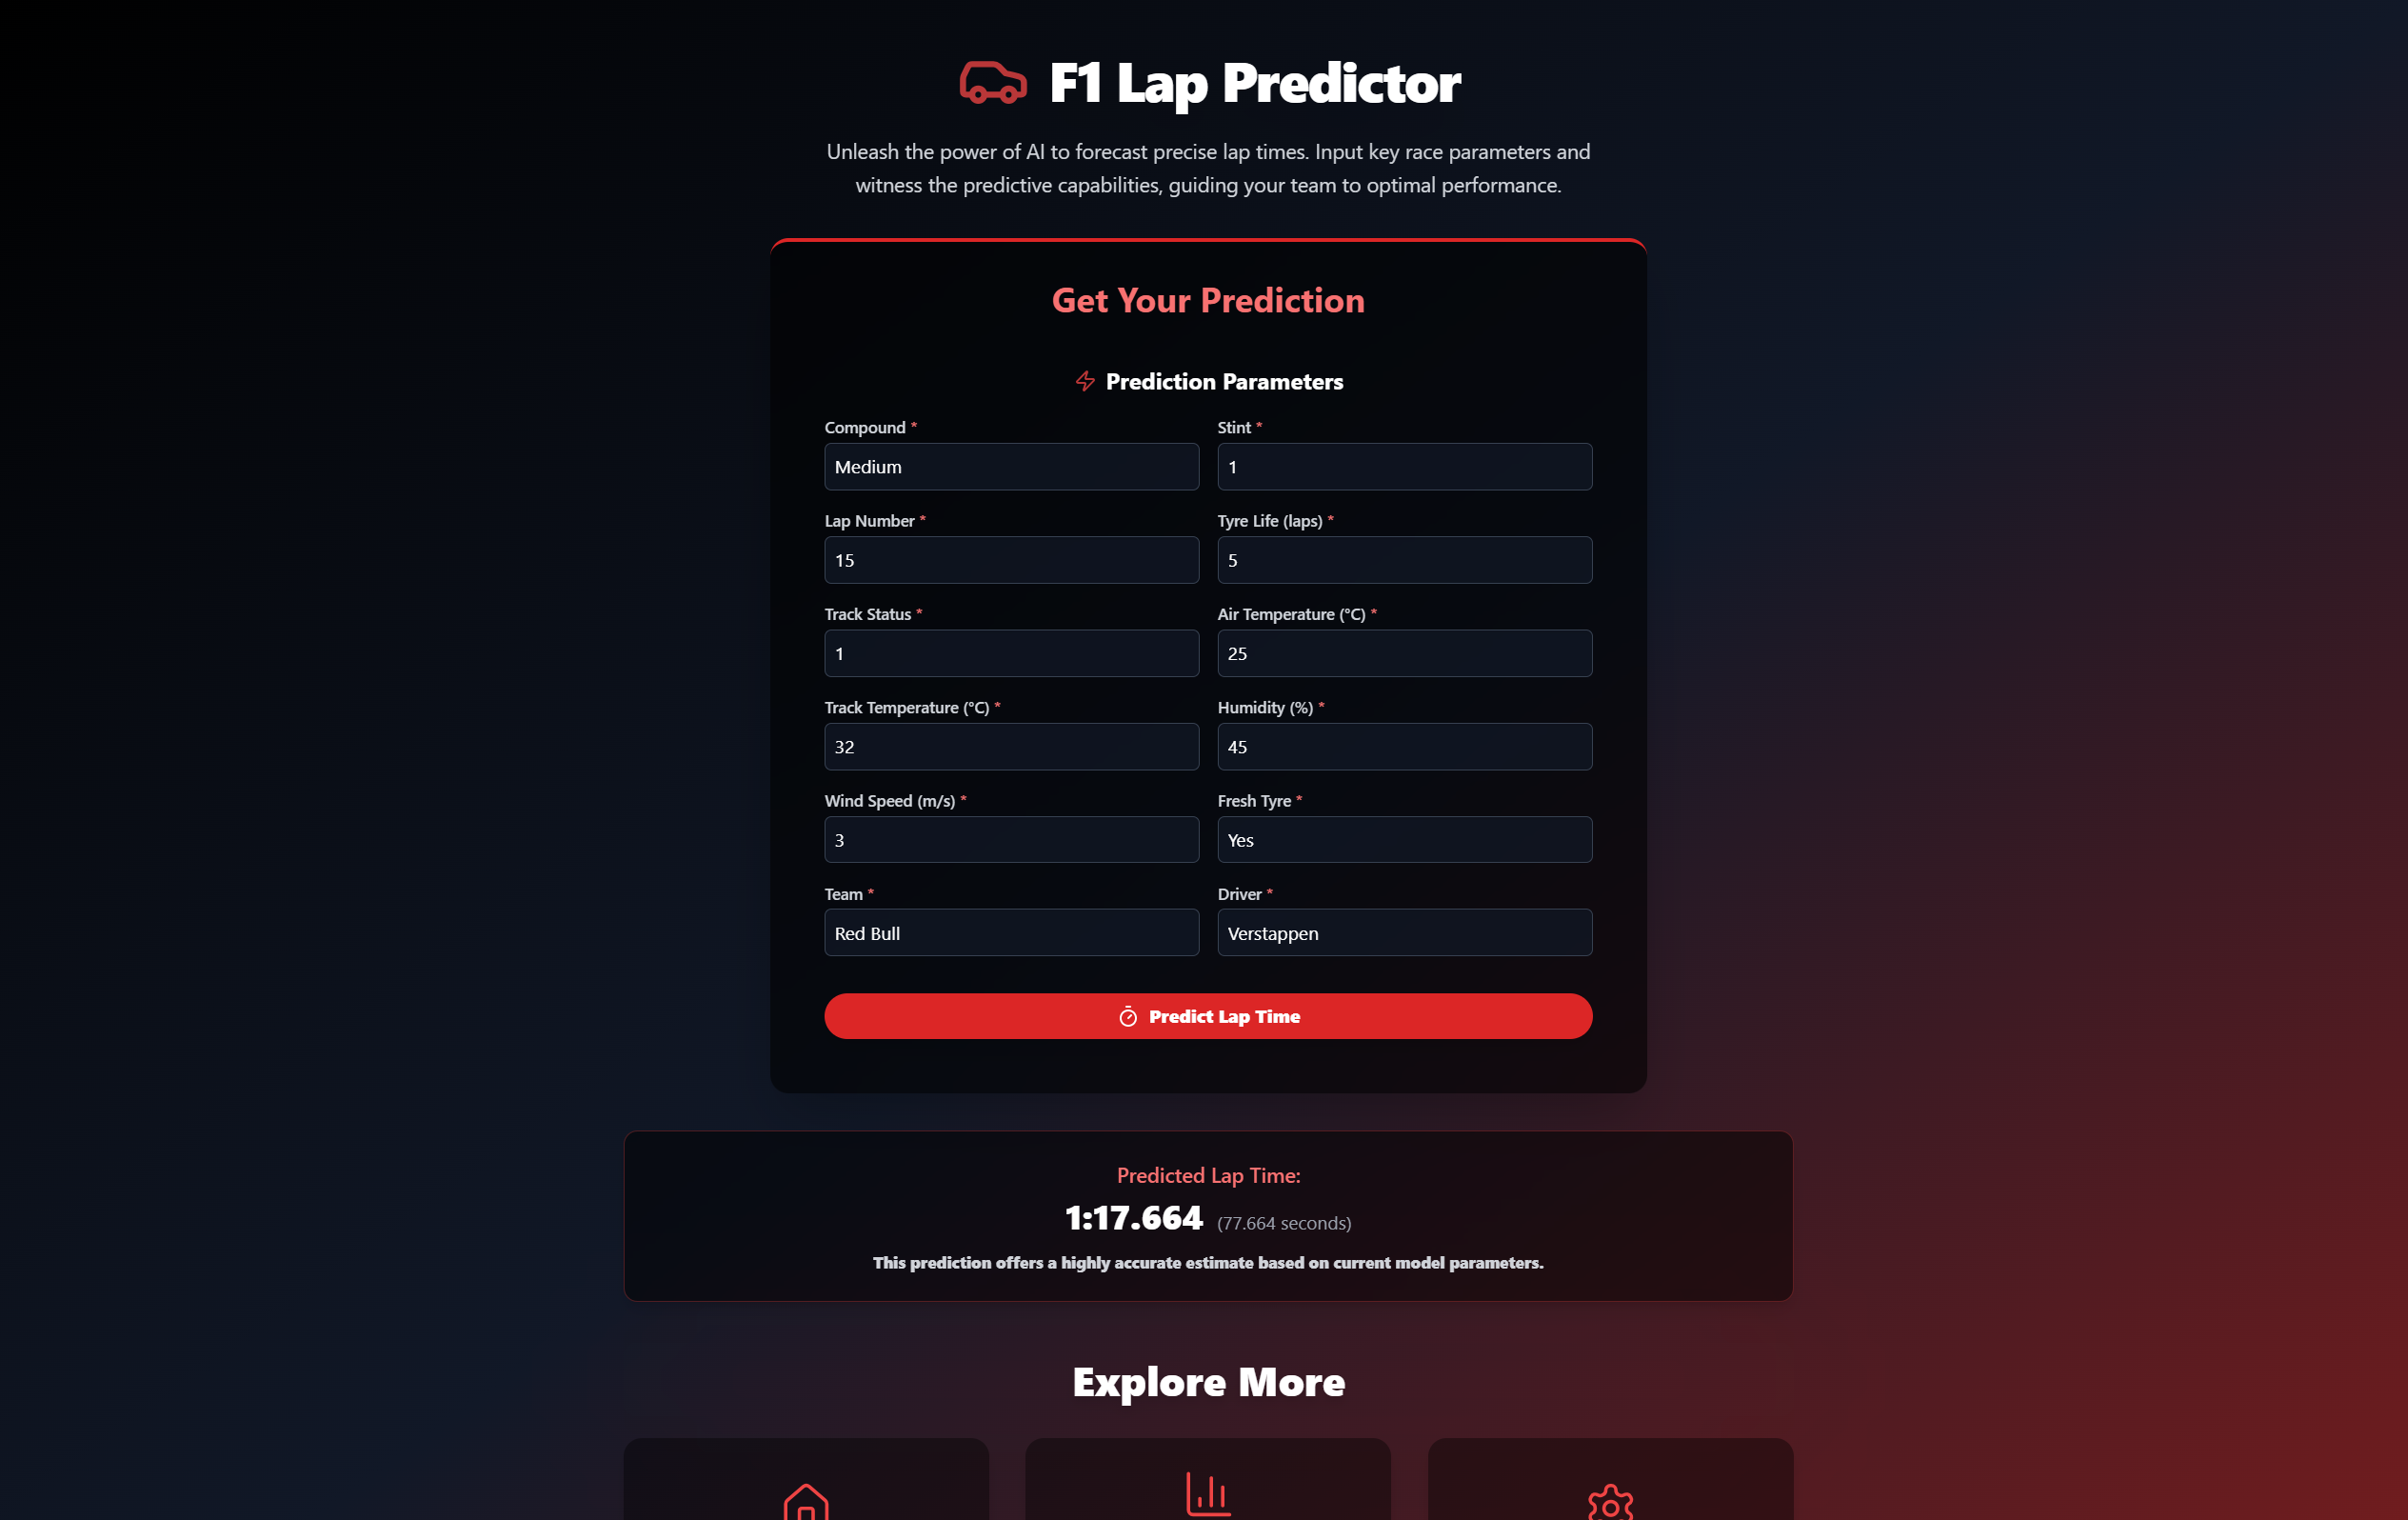 F1 Lap Predictor
Unleash the power of AI to forecast precise lap times. Input key race parameters and
witness the predictive capabilities, guiding your team to optimal performance.
Get Your Prediction
Prediction Parameters
Compound *
Stint *
Medium
1
Lap Number *
Tyre Life (laps) *
15
5
Track Status *
Air Temperature (°C) *
1
25
Track Temperature (°C) *
Humidity (%) *
32
45
Wind Speed (m/s) *
Fresh Tyre *
3
Yes
Team *
Driver *
Red Bull
Verstappen
Predict Lap Time
Predicted Lap Time:
1:17.664 (77.664 seconds)
This prediction offers a highly accurate estimate based on current model parameters.
Explore More